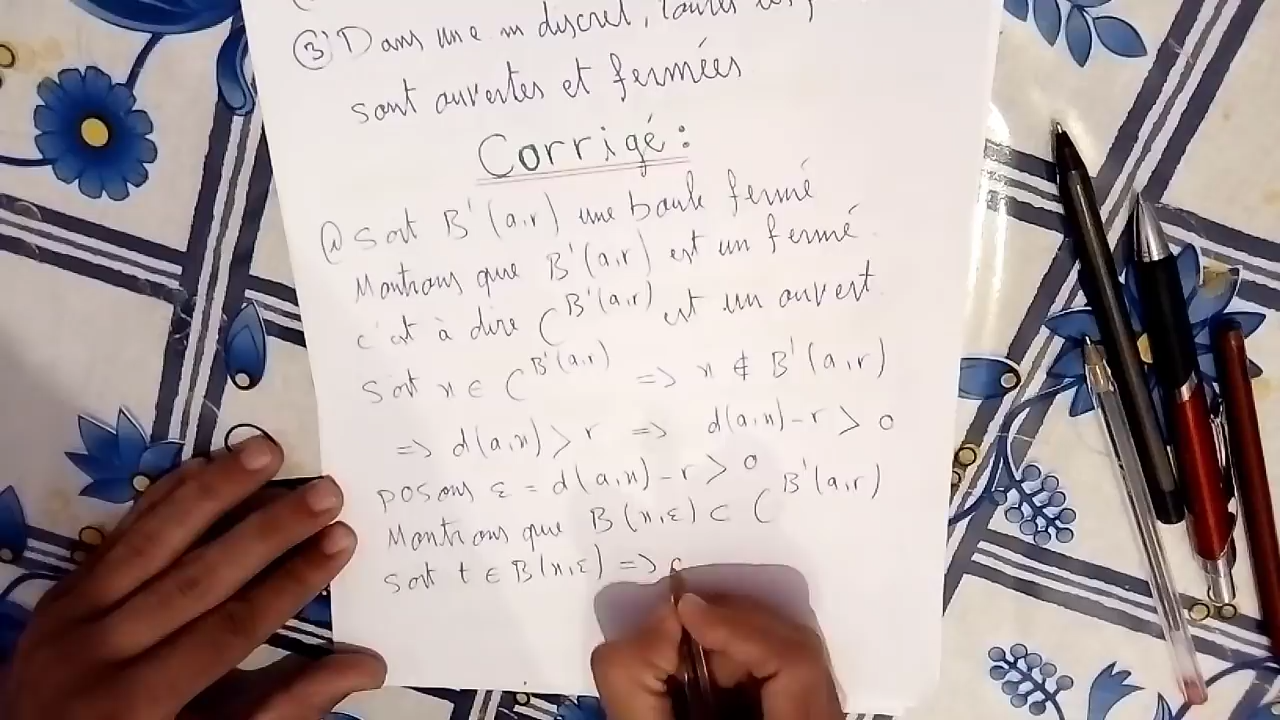 ③ Dans une m discret, toutes
sont ouvertes et fermées
Corrigé :
① Soit B'(a,r) une boule fermé
Montrons que B'(a,r) est un fermé.
c'est à dire C^B'(a,r) est un ouvert.
Soit x ∈ C^B'(a,r) => x ∉ B'(a,r)
=> d(a,x) > r => d(a,x) - r > 0
posons ε = d(a,x) - r > 0
Montrons que B(x,ε) ⊂ C^B'(a,r)
Soit t ∈ B(x,ε) =>